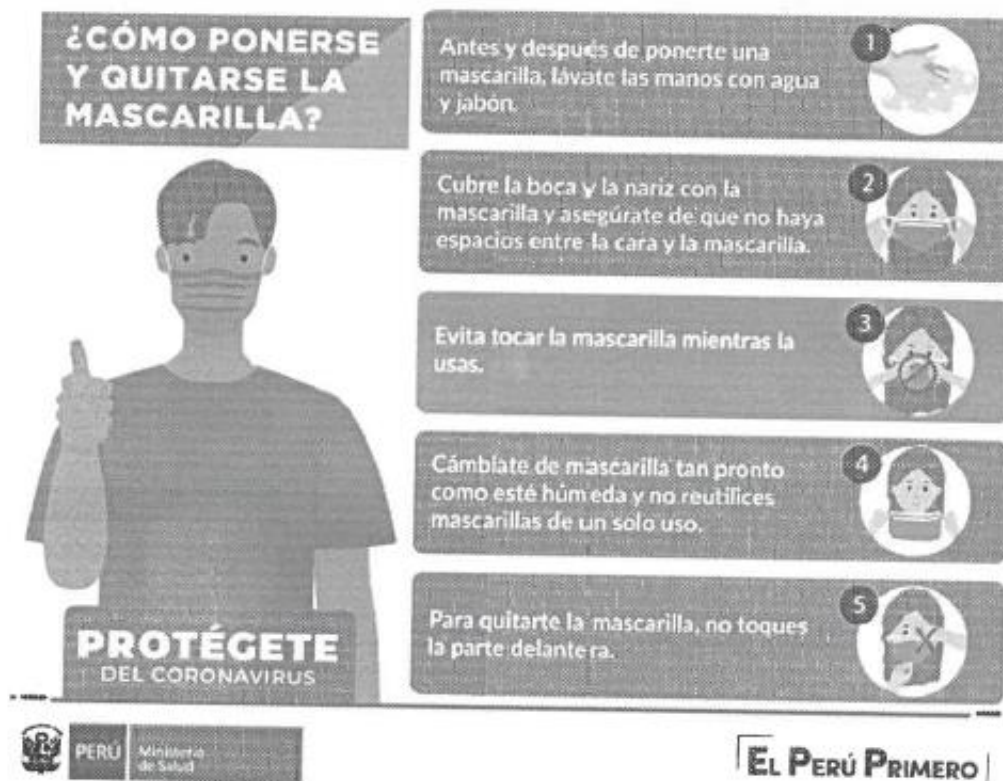 ¿CÓMO PONERSE
Y QUITARSE LA
MASCARILLA?
1
Antes y después de ponerte una
mascarilla, lávate las manos con agua
y jabón.
2
Cubre la boca y la nariz con la
mascarilla y asegúrate de que no haya
espacios entre la cara y la mascarilla.
3
Evita tocar la mascarilla mientras la
usas.
4
Cámbiate de mascarilla tan pronto
como esté húmeda y no reutilices
mascarillas de un solo uso.
5
Para quitarte la mascarilla, no toques
la parte delantera.
PROTÉGETE
DEL CORONAVIRUS
PERÚ
Ministerio
de Salud
EL PERÚ PRIMERO